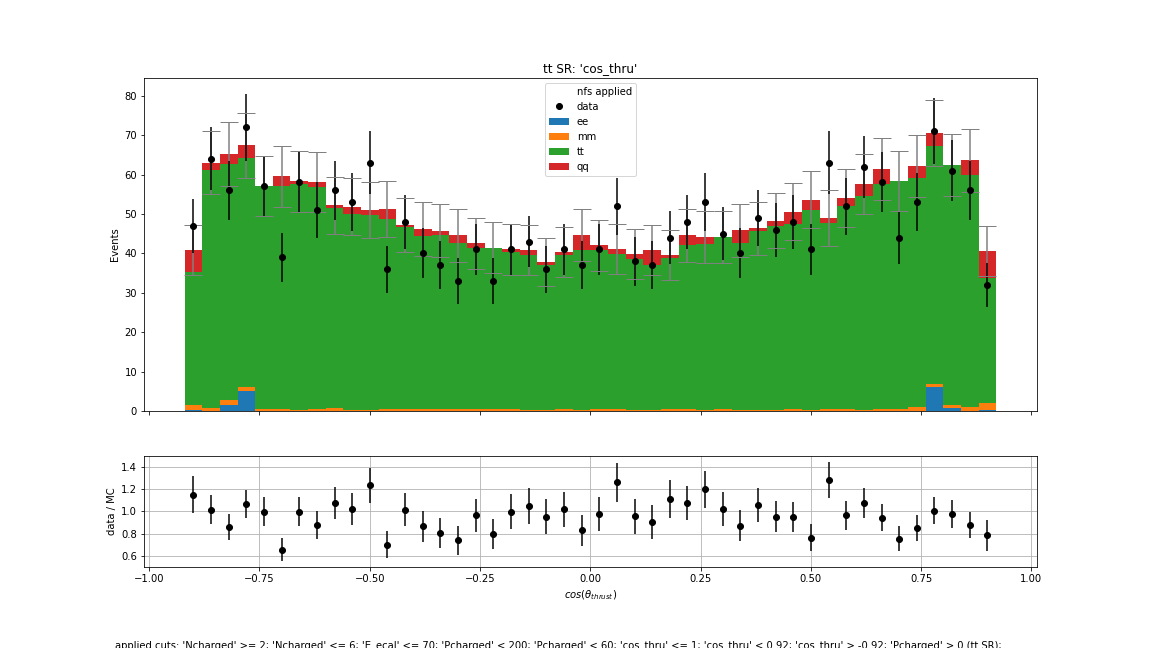 tt SR: 'cos_thru'
nfs applied
data
ee
mm
tt
qq
Events
80
70
60
50
40
30
20
10
0
data / MC
1.4
1.2
1.0
0.8
0.6
−1.00 −0.75 −0.50 −0.25 0.00 0.25 0.50 0.75 1.00
cos(θthrust)
applied cuts: 'Ncharged' >= 2; 'Ncharged' <= 6; 'E_ecal' <= 70; 'Pcharged' < 200; 'Pcharged' < 60; 'cos_thru' <= 1; 'cos_thru' < 0.92; 'cos_thru' > -0.92; 'Pcharged' > 0 (tt SR);